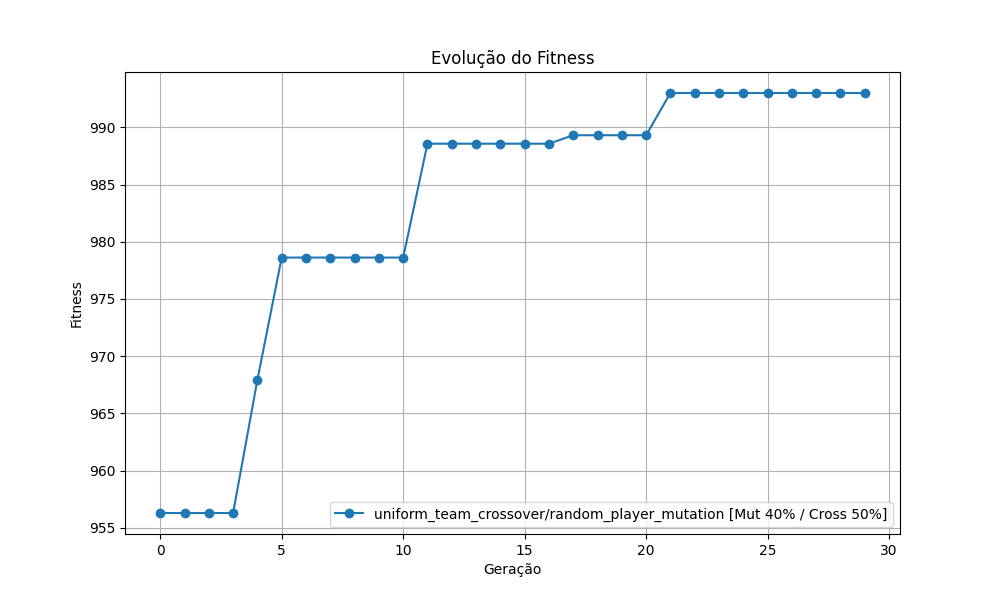 Evolução do Fitness
Fitness
990
985
980
975
970
965
960
955
uniform_team_crossover/random_player_mutation [Mut 40% / Cross 50%]
0 5 10 15 20 25 30
Geração